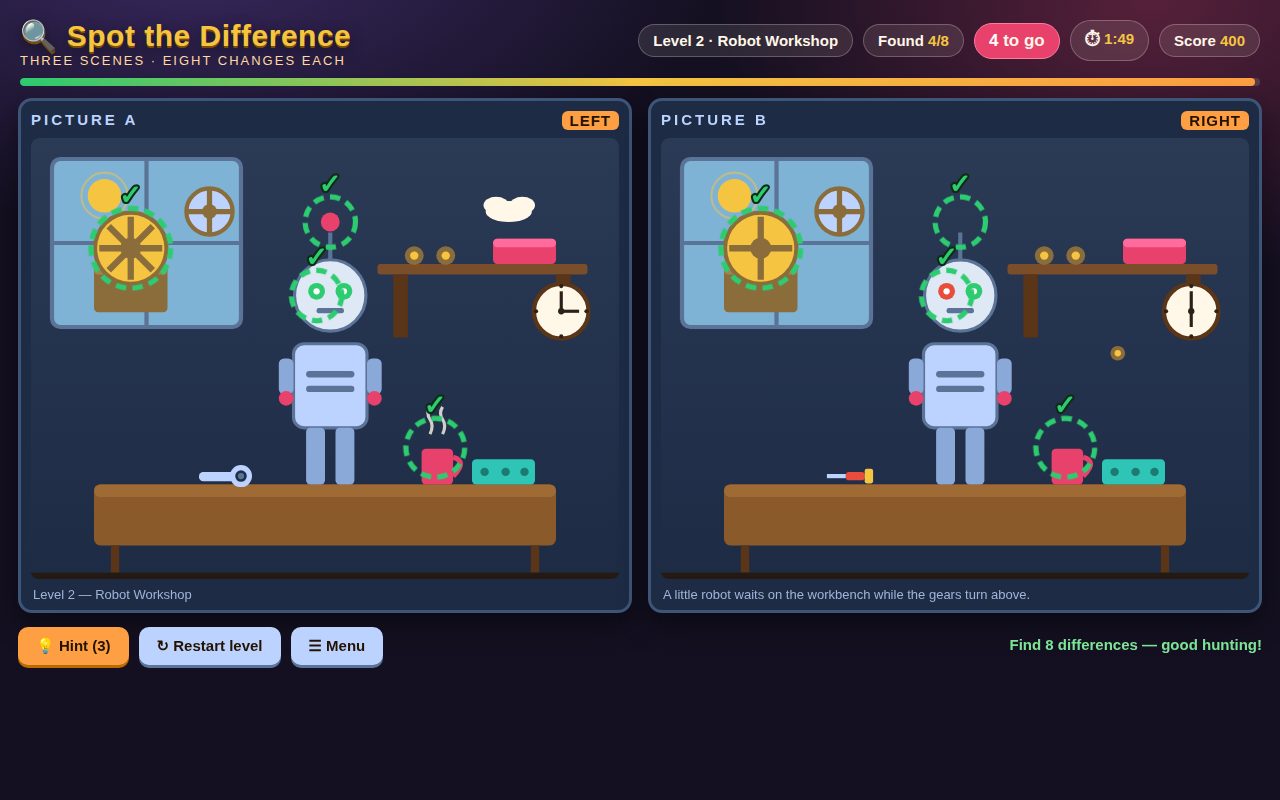 🔍 Spot the Difference
THREE SCENES · EIGHT CHANGES EACH
Level 2 · Robot Workshop
Found 4/8
4 to go
⏱ 1:49
Score 400
PICTURE A
LEFT
PICTURE B
RIGHT
Level 2 — Robot Workshop
A little robot waits on the workbench while the gears turn above.
💡 Hint (3)
↻ Restart level
☰ Menu
Find 8 differences — good hunting!